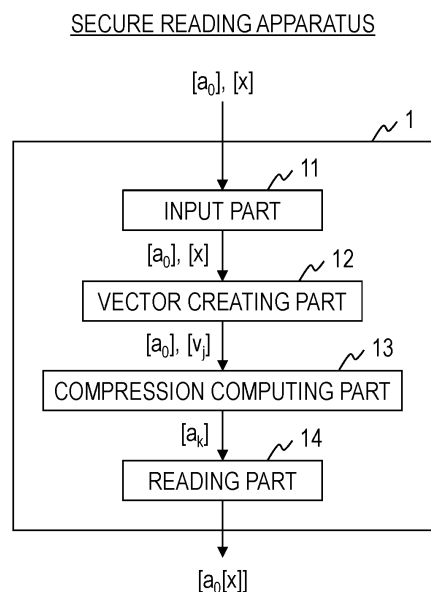 SECURE READING APPARATUS
[a₀], [x]
1
11
INPUT PART
[a₀], [x]
12
VECTOR CREATING PART
[a₀], [vⱼ]
13
COMPRESSION COMPUTING PART
[aₖ]
14
READING PART
[a₀[x]]